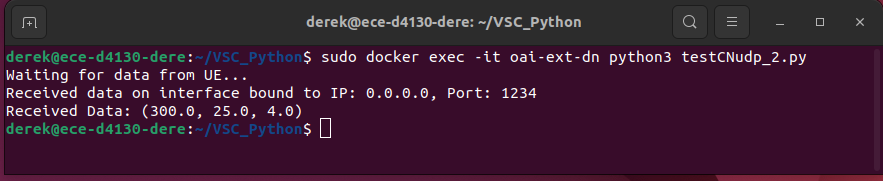 derek@ece-d4130-dere: ~/VSC_Python
derek@ece-d4130-dere:~/VSC_Python$ sudo docker exec -it oai-ext-dn python3 testCNudp_2.py
Waiting for data from UE...
Received data on interface bound to IP: 0.0.0.0, Port: 1234
Received Data: (300.0, 25.0, 4.0)
derek@ece-d4130-dere:~/VSC_Python$